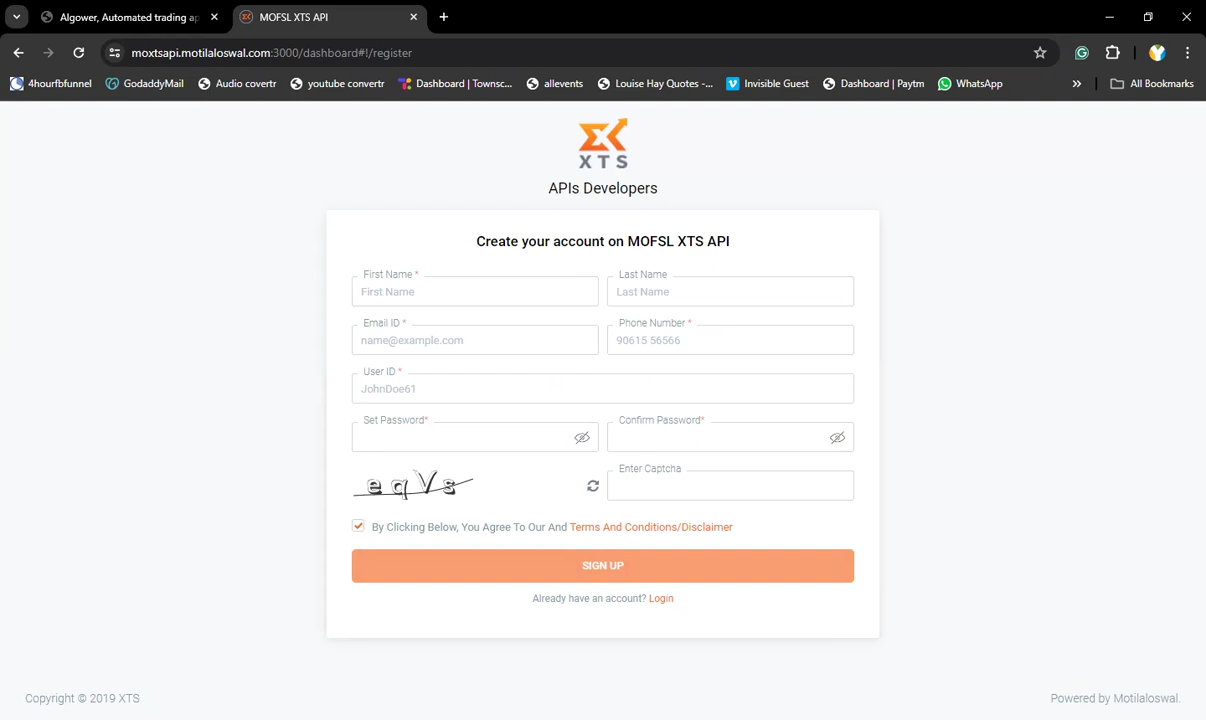 Algower, Automated trading ap
MOFSL XTS API
moxtsapi.motilaloswal.com:3000/dashboard#!/register
4hourfbfunnel GodaddyMail Audio covertr youtube convertr Dashboard | Townsc... allevents Louise Hay Quotes -... Invisible Guest Dashboard | Paytm WhatsApp » All Bookmarks
XTS
APIs Developers
Create your account on MOFSL XTS API
First Name * Last Name
First Name Last Name
Email ID * Phone Number *
name@example.com 90615 56566
User ID *
JohnDoe61
Set Password* Confirm Password*
Enter Captcha
eqVs
By Clicking Below, You Agree To Our And Terms And Conditions/Disclaimer
SIGN UP
Already have an account? Login
Copyright © 2019 XTS Powered by Motilaloswal.